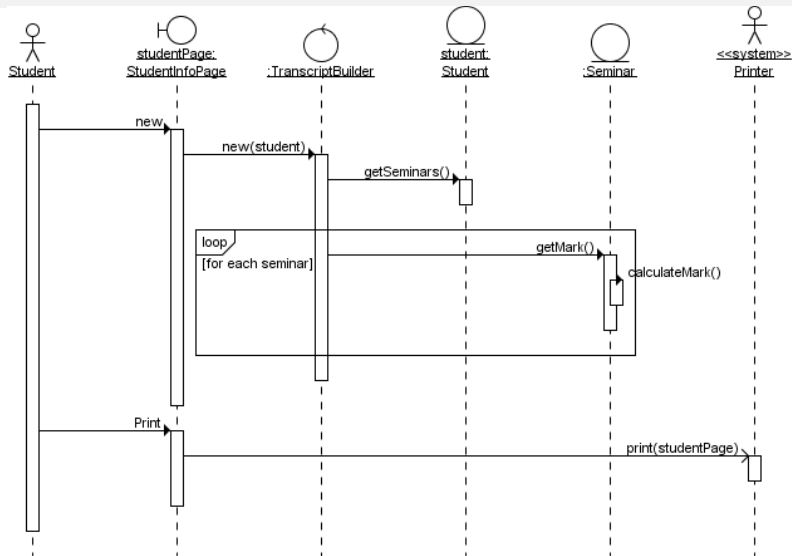 Student
studentPage:
StudentInfoPage
:TranscriptBuilder
student:
Student
:Seminar
<<system>>
Printer
new
new(student)
getSeminars()
loop
getMark()
[for each seminar]
calculateMark()
Print
print(studentPage)